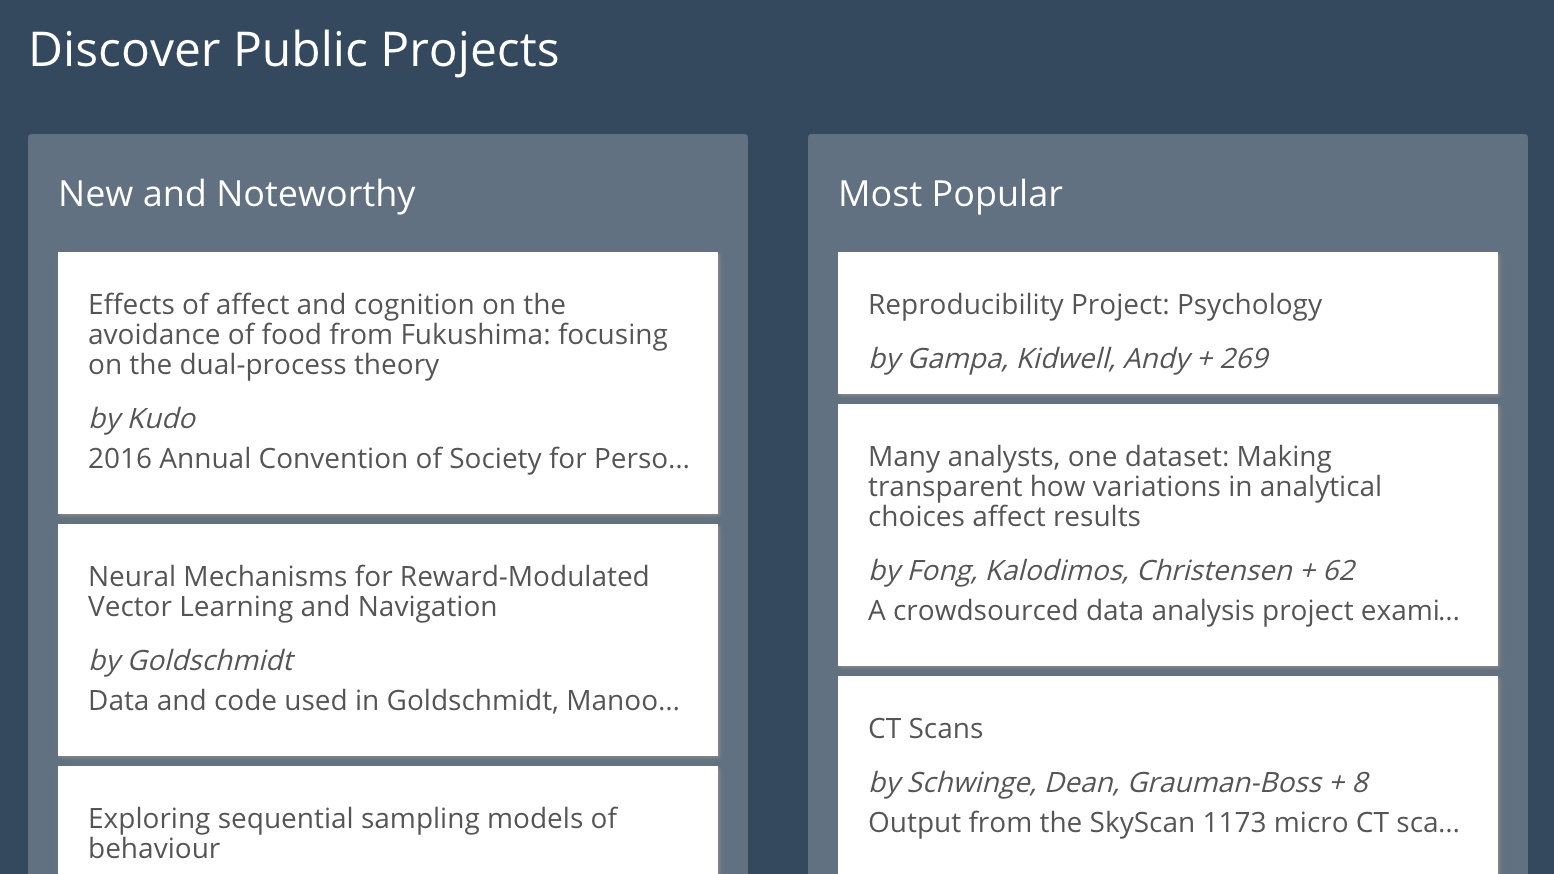 Discover Public Projects
New and Noteworthy
Effects of affect and cognition on the
avoidance of food from Fukushima: focusing
on the dual-process theory
by Kudo
2016 Annual Convention of Society for Perso...
Neural Mechanisms for Reward-Modulated
Vector Learning and Navigation
by Goldschmidt
Data and code used in Goldschmidt, Manoo...
Exploring sequential sampling models of
behaviour
Most Popular
Reproducibility Project: Psychology
by Gampa, Kidwell, Andy + 269
Many analysts, one dataset: Making
transparent how variations in analytical
choices affect results
by Fong, Kalodimos, Christensen + 62
A crowdsourced data analysis project exami...
CT Scans
by Schwinge, Dean, Grauman-Boss + 8
Output from the SkyScan 1173 micro CT sca...